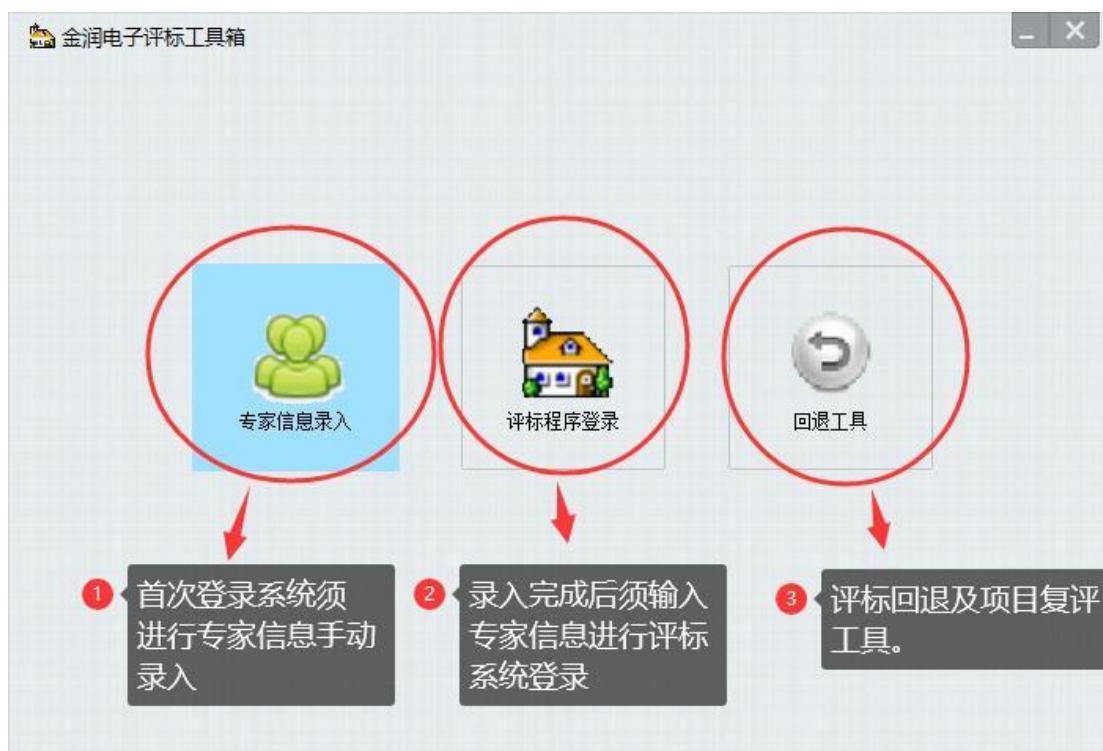 金润电子评标工具箱
专家信息录入
评标程序登录
回退工具
1
首次登录系统须
进行专家信息手动
录入
2
录入完成后须输入
专家信息进行评标
系统登录
3
评标回退及项目复评
工具。